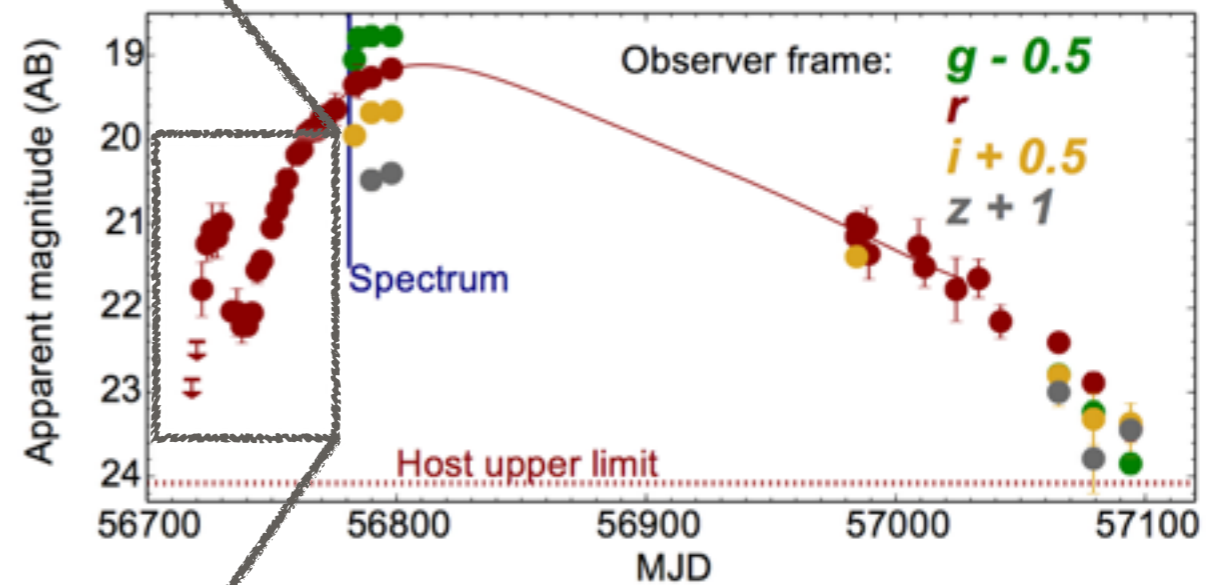 Apparent magnitude (AB)
19
20
21
22
23
24
Observer frame:
g - 0.5
r
i + 0.5
z + 1
Spectrum
Host upper limit
56700
56800
56900
57000
57100
MJD